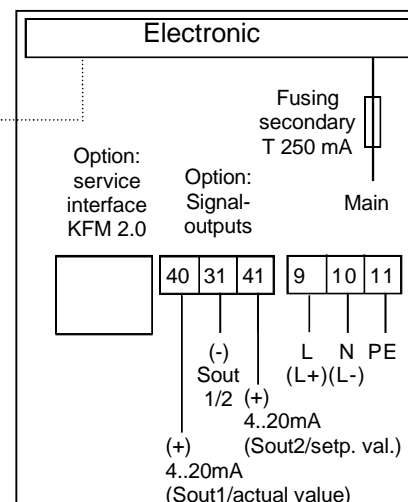 Electronic
Fusing
secondary
T 250 mA
Main
Option:
service
interface
KFM 2.0
Option:
Signal-
outputs
40 31 41
9 10 11
(-)
Sout
1/2
L N PE
(L+)(L-)
(+)
4..20mA
(Sout2/setp. val.)
(+)
4..20mA
(Sout1/actual value)